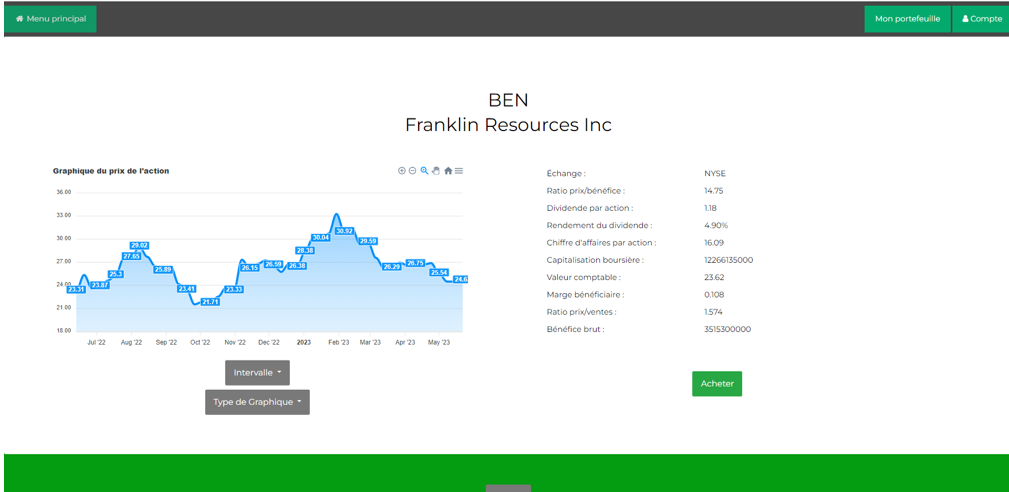 Menu principal
Mon portefeuille
Compte
BEN
Franklin Resources Inc
Graphique du prix de l'action
36.00
33.00
30.00
27.00
24.00
21.00
18.00
23.31
23.87
25.3
27.65
29.02
25.89
23.41
21.71
23.33
26.15
26.59
26.38
28.38
30.04
30.92
29.59
26.29
26.75
25.54
Jul '22
Aug '22
Sep '22
Oct '22
Nov '22
Dec '22
2023
Feb '23
Mar '23
Apr '23
May '23
Intervalle
Type de Graphique
Échange : NYSE
Ratio prix/bénéfice : 14.75
Dividende par action : 1.18
Rendement du dividende : 4.90%
Chiffre d'affaires par action : 16.09
Capitalisation boursière : 12266135000
Valeur comptable : 23.62
Marge bénéficiaire : 0.108
Ratio prix/ventes : 1.574
Bénéfice brut : 3515300000
Acheter